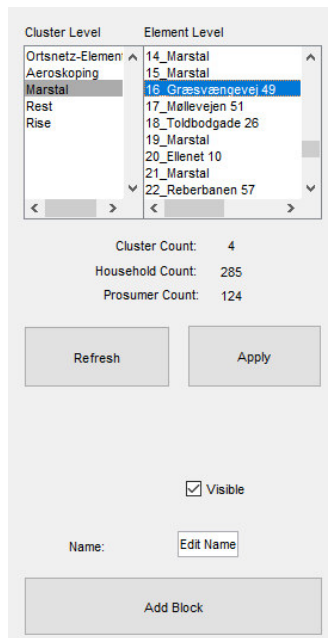 Cluster Level
Element Level
Ortsnetz-Element
Aeroskoping
Marstal
Rest
Rise
14_Marstal
15_Marstal
16_Græsvængevej 49
17_Møllevejen 51
18_Toldbodgade 26
19_Marstal
20_Ellenet 10
21_Marstal
22_Reberbanen 57
Cluster Count: 4
Household Count: 285
Prosumer Count: 124
Refresh
Apply
Visible
Name: Edit Name
Add Block